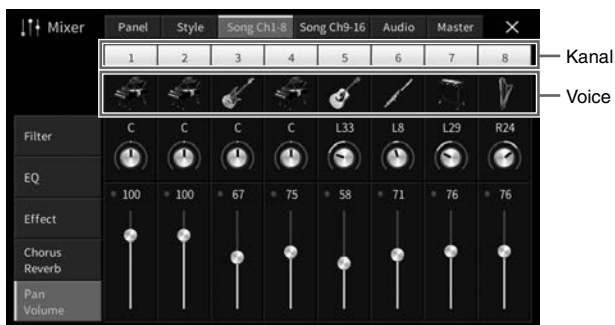 Mixer Panel Style Song Ch1-8 Song Ch9-16 Audio Master ×
1 2 3 4 5 6 7 8 Kanal
Voice
Filter C C C C L33 L8 L29 R24
EQ
100 100 67 75 58 71 76 76
Effect
Chorus
Reverb
Pan
Volume